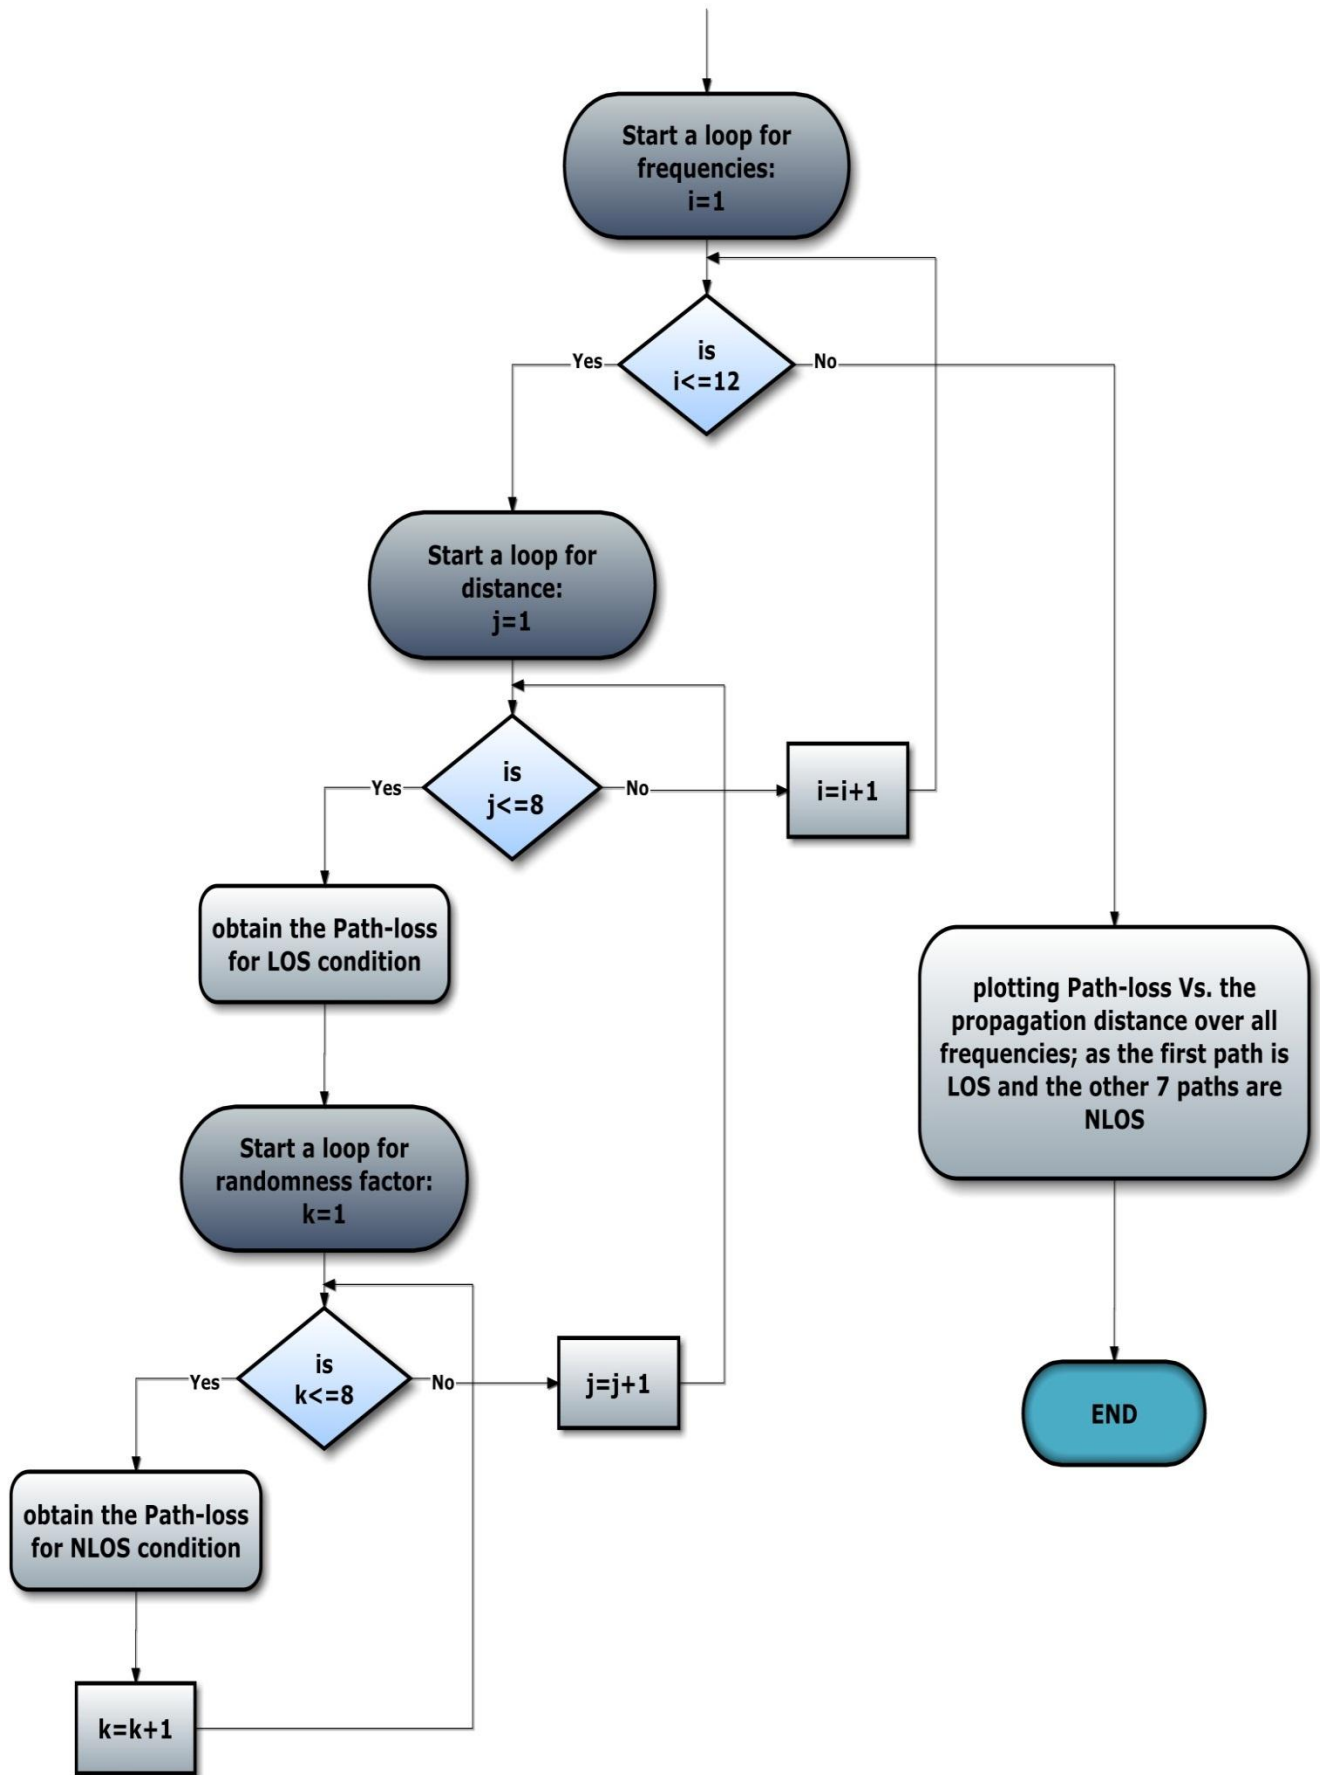 Start a loop for
frequencies:
i=1
is
i<=12
Yes
No
Start a loop for
distance:
j=1
is
j<=8
Yes
No
i=i+1
obtain the Path-loss
for LOS condition
plotting Path-loss Vs. the
propagation distance over all
frequencies; as the first path is
LOS and the other 7 paths are
NLOS
Start a loop for
randomness factor:
k=1
is
k<=8
Yes
No
j=j+1
END
obtain the Path-loss
for NLOS condition
k=k+1